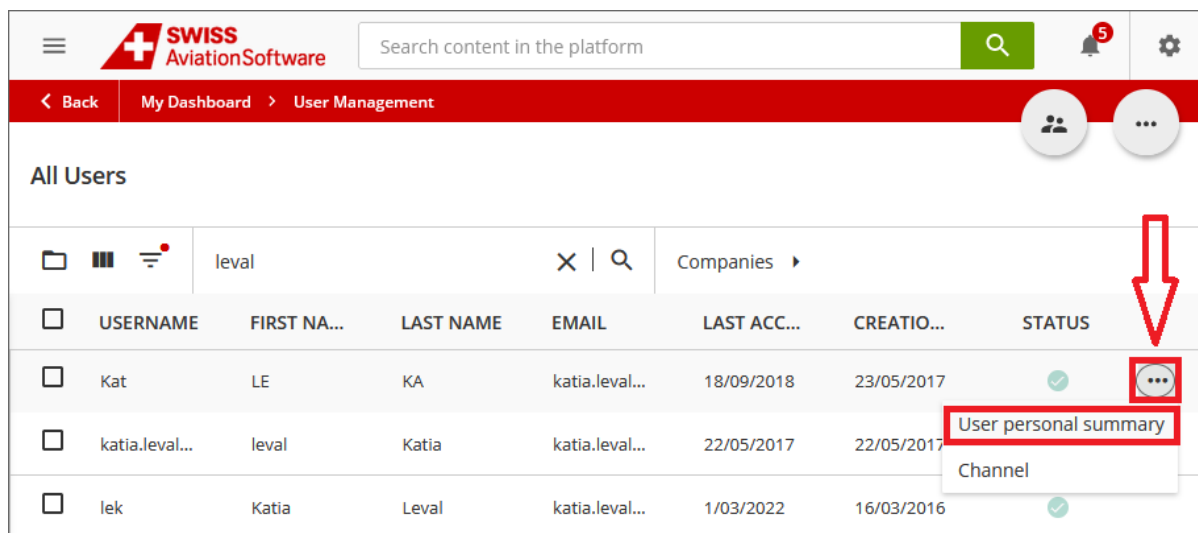 SWISS
AviationSoftware
Search content in the platform
5
Back
My Dashboard > User Management
All Users
leval
Companies
USERNAME FIRST NA... LAST NAME EMAIL LAST ACC... CREATIO... STATUS
Kat LE KA katia.leval... 18/09/2018 23/05/2017
User personal summary
katia.leval... leval Katia katia.leval... 22/05/2017 22/05/2017
Channel
lek Katia Leval katia.leval... 1/03/2022 16/03/2016